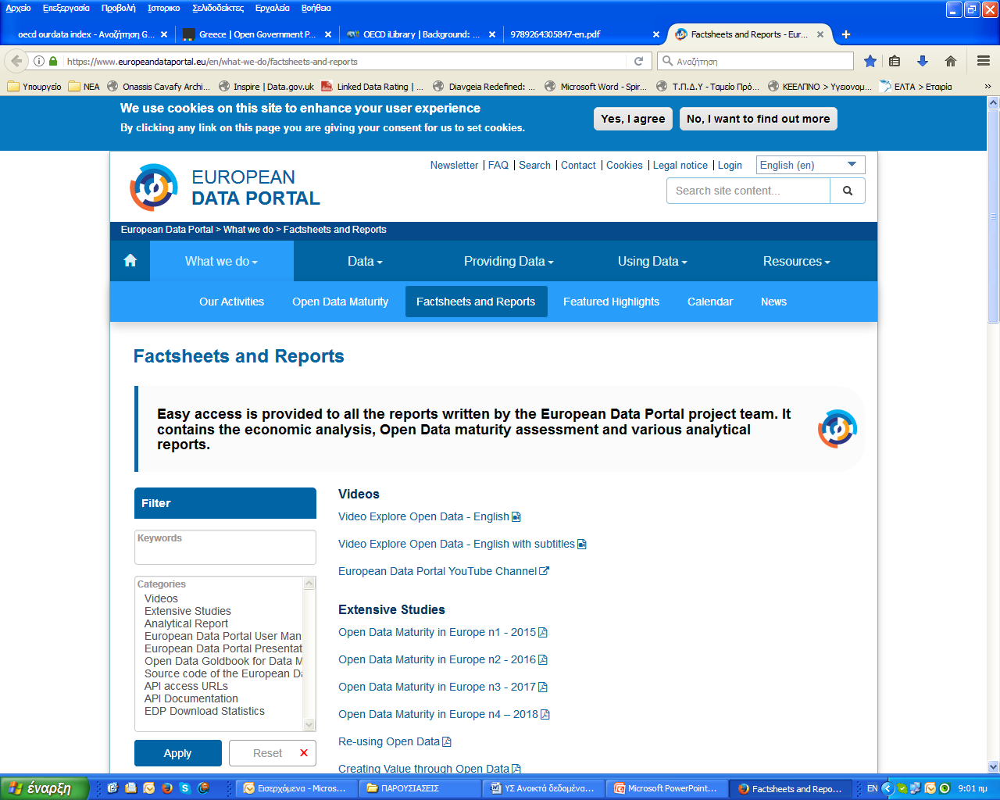 Αρχείο Επεξεργασία Προβολή Ιστορικο Σελιδοδείκτες Εργαλεία Βοήθεια
oecd ourdata index - Αναζήτηση G...
Greece | Open Government P...
OECD iLibrary | Background: ...
9789264305847-en.pdf
Factsheets and Reports - Eur...
https://www.europeandataportal.eu/en/what-we-do/factsheets-and-reports
Αναζήτηση
Υπουργείο
ΝΕΑ
Onassis Cavafy Archi...
Inspire | Data.gov.uk
Linked Data Rating | ...
Diavgeia Redefined: ...
Microsoft Word - Spir...
Τ.Π.Δ.Υ - Ταμείο Πρό...
ΚΕΕΛΠΝΟ > Υγειονομ...
ΕΛΤΑ > Εταιρία
»
We use cookies on this site to enhance your user experience
By clicking any link on this page you are giving your consent for us to set cookies.
Yes, I agree
No, I want to find out more
EUROPEAN
DATA PORTAL
Newsletter | FAQ | Search | Contact | Cookies | Legal notice | Login
English (en)
Search site content...
European Data Portal > What we do > Factsheets and Reports
What we do
Data
Providing Data
Using Data
Resources
Our Activities
Open Data Maturity
Factsheets and Reports
Featured Highlights
Calendar
News
Factsheets and Reports
Easy access is provided to all the reports written by the European Data Portal project team. It
contains the economic analysis, Open Data maturity assessment and various analytical
reports.
Filter
Keywords
Categories
Videos
Extensive Studies
Analytical Report
European Data Portal User Man
European Data Portal Presentat
Open Data Goldbook for Data M
Source code of the European Da
API access URLs
API Documentation
EDP Download Statistics
Apply
Reset
Videos
Video Explore Open Data - English
Video Explore Open Data - English with subtitles
European Data Portal YouTube Channel
Extensive Studies
Open Data Maturity in Europe n1 - 2015
Open Data Maturity in Europe n2 - 2016
Open Data Maturity in Europe n3 - 2017
Open Data Maturity in Europe n4 – 2018
Re-using Open Data
Creating Value through Open Data
έναρξη
Εισερχόμενα - Micros...
ΠΑΡΟΥΣΙΑΣΕΙΣ
ΥΣ Ανοικτά δεδομένα...
Microsoft PowerPoint...
Factsheets and Repo...
EN
9:01 πμ